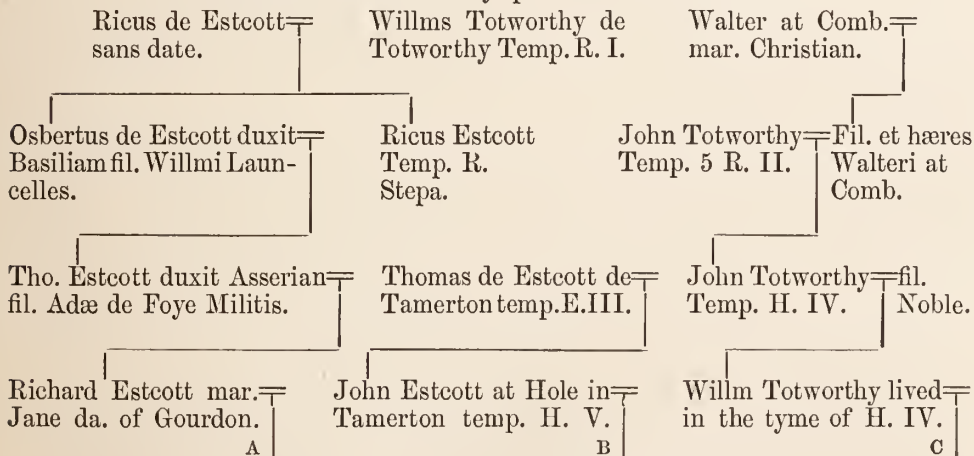 Ricus de Estcott
sans date.
Willms Totworthy de
Totworthy Temp. R. I.
Walter at Comb.
mar. Christian.
Osbertus de Estcott duxit
Basiliam fil. Willmi Laun-
celles.
Ricus Estcott
Temp. R.
Stepa.
John Totworthy
Temp. 5 R. II.
Fil. et hæres
Walteri at
Comb.
Tho. Estcott duxit Asserian
fil. Adæ de Foye Militis.
Thomas de Estcott de
Tamerton temp. E. III.
John Totworthy
Temp. H. IV.
fil.
Noble.
Richard Estcott mar.
Jane da. of Gourdon.
A
John Estcott at Hole in
Tamerton temp. H. V.
B
Willm Totworthy lived
in the tyme of H. IV.
C